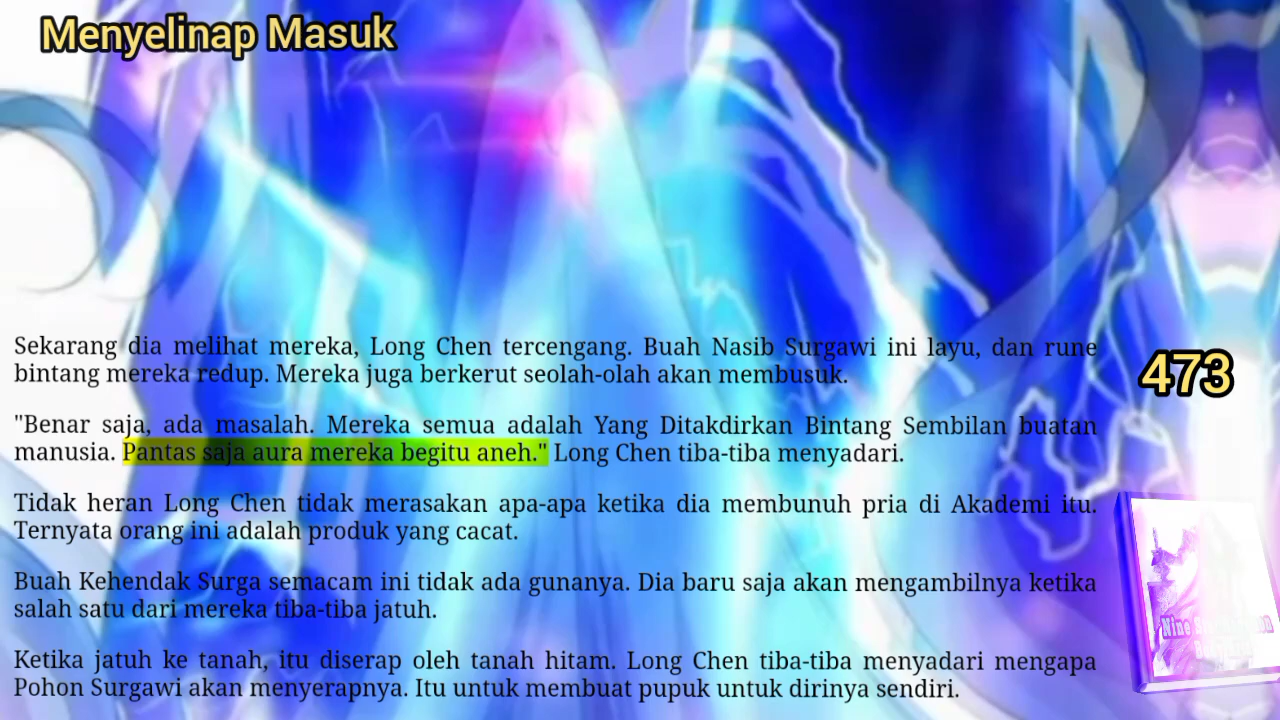 Menyelinap Masuk
Sekarang dia melihat mereka, Long Chen tercengang. Buah Nasib Surgawi ini layu, dan rune
bintang mereka redup. Mereka juga berkerut seolah-olah akan membusuk.
"Benar saja, ada masalah. Mereka semua adalah Yang Ditakdirkan Bintang Sembilan buatan
manusia. Pantas saja aura mereka begitu aneh." Long Chen tiba-tiba menyadari.
Tidak heran Long Chen tidak merasakan apa-apa ketika dia membunuh pria di Akademi itu.
Ternyata orang ini adalah produk yang cacat.
Buah Kehendak Surga semacam ini tidak ada gunanya. Dia baru saja akan mengambilnya ketika
salah satu dari mereka tiba-tiba jatuh.
Ketika jatuh ke tanah, itu diserap oleh tanah hitam. Long Chen tiba-tiba menyadari mengapa
Pohon Surgawi akan menyerapnya. Itu untuk membuat pupuk untuk dirinya sendiri.
473
Nine